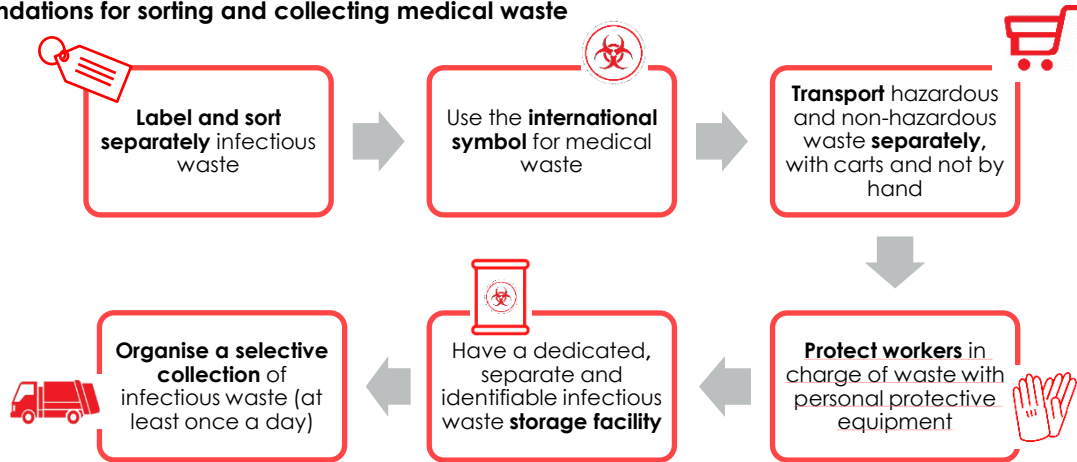 ndations for sorting and collecting medical waste
Label and sort
separately infectious
waste
Use the international
symbol for medical
waste
Transport hazardous
and non-hazardous
waste separately,
with carts and not by
hand
Protect workers in
charge of waste with
personal protective
equipment
Have a dedicated,
separate and
identifiable infectious
waste storage facility
Organise a selective
collection of
infectious waste (at
least once a day)